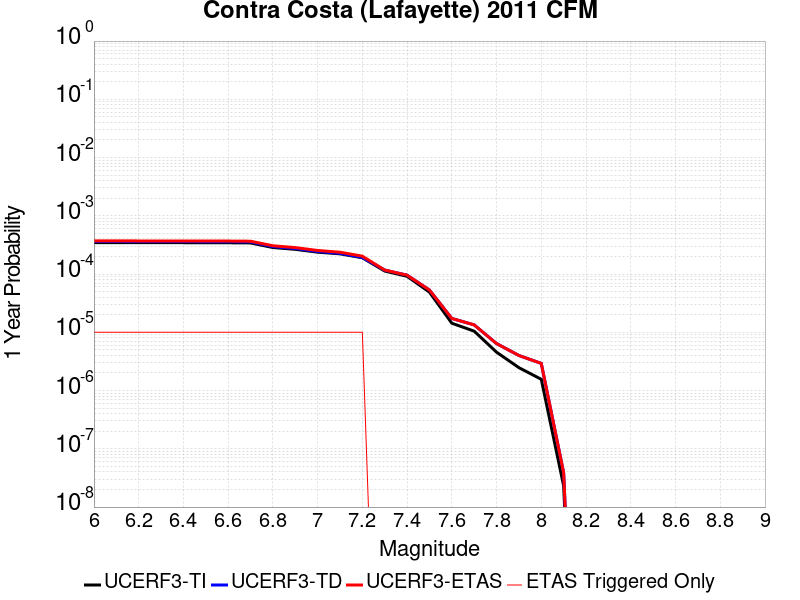 Contra Costa (Lafayette) 2011 CFM
10^0
10^-1
10^-2
10^-3
10^-4
10^-5
10^-6
10^-7
10^-8
1 Year Probability
6 6.2 6.4 6.6 6.8 7 7.2 7.4 7.6 7.8 8 8.2 8.4 8.6 8.8 9
Magnitude
UCERF3-TI UCERF3-TD UCERF3-ETAS ETAS Triggered Only